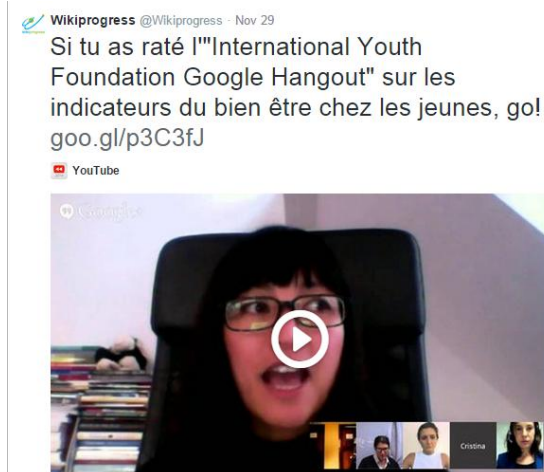 Wikiprogress @Wikiprogress · Nov 29
Si tu as raté l'"International Youth
Foundation Google Hangout" sur les
indicateurs du bien être chez les jeunes, go!
goo.gl/p3C3fJ
YouTube
Google+
Cristina